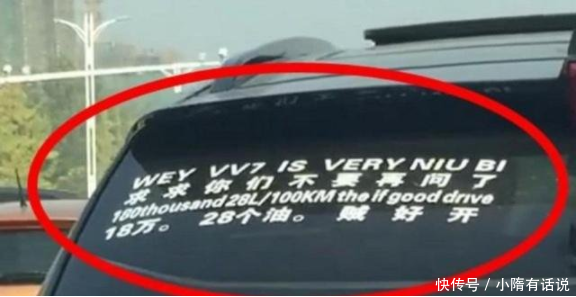 WEY VV7 IS VERY NIU BI
求求你们不要再问了
180thousand 28L/100KM the if good drive
18万。28个油。贼好开
快传号 / 小隋有话说